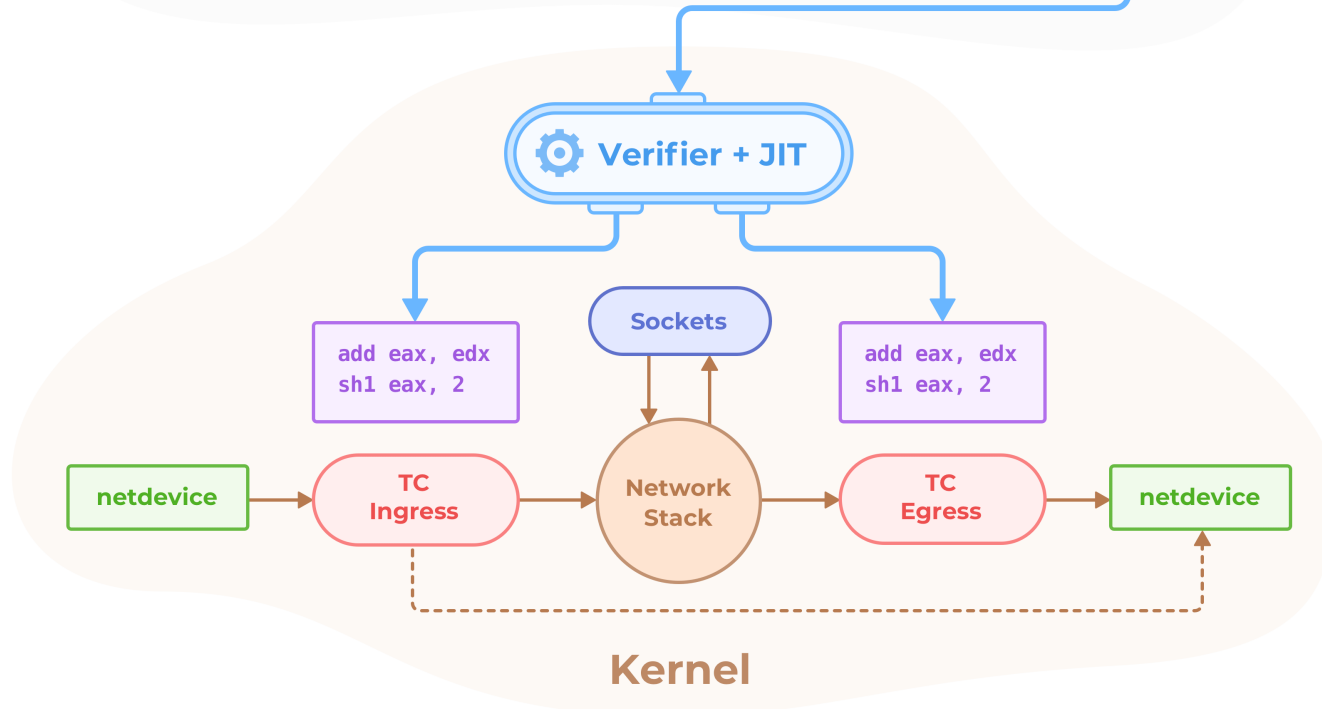 Verifier + JIT
Sockets
add eax, edx
sh1 eax, 2
add eax, edx
sh1 eax, 2
netdevice
TC
Ingress
Network
Stack
TC
Egress
netdevice
Kernel